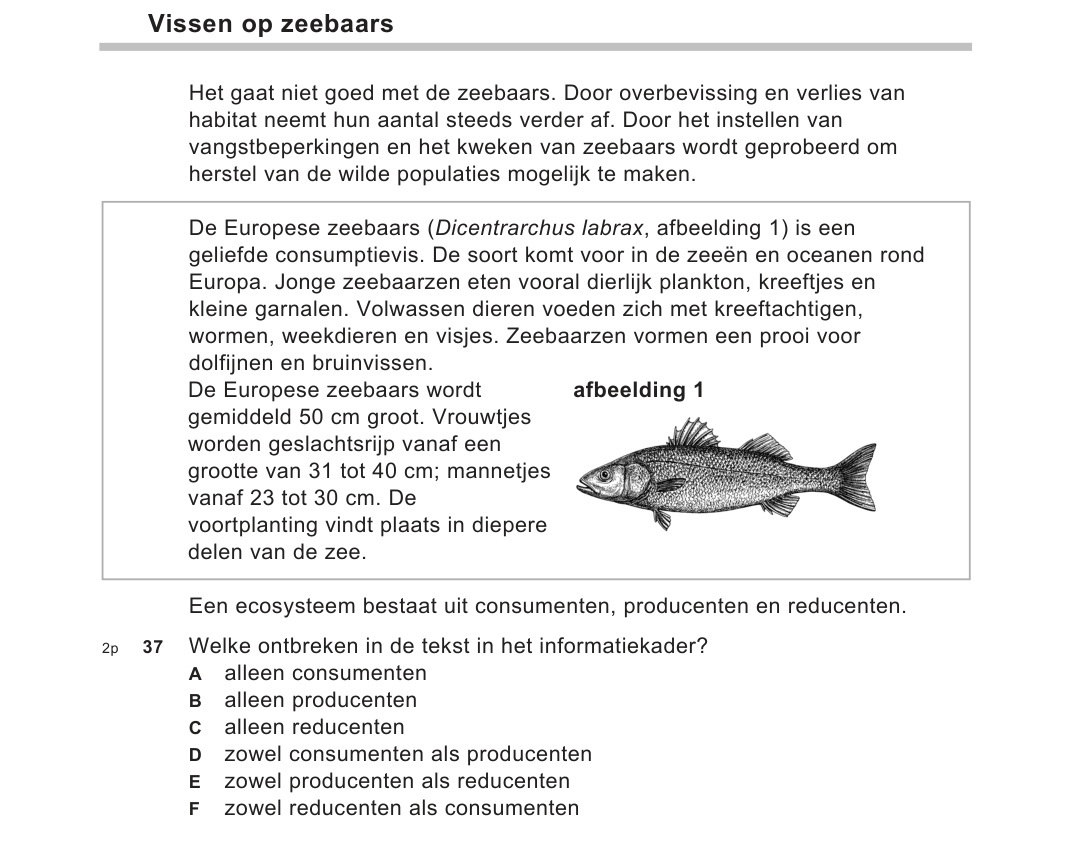 Vissen op zeebaars
Het gaat niet goed met de zeebaars. Door overbevissing en verlies van
habitat neemt hun aantal steeds verder af. Door het instellen van
vangstbeperkingen en het kweken van zeebaars wordt geprobeerd om
herstel van de wilde populaties mogelijk te maken.
De Europese zeebaars (Dicentrarchus labrax, afbeelding 1) is een
geliefde consumptievis. De soort komt voor in de zeeën en oceanen rond
Europa. Jonge zeebaarzen eten vooral dierlijk plankton, kreeftjes en
kleine garnalen. Volwassen dieren voeden zich met kreeftachtigen,
wormen, weekdieren en visjes. Zeebaarzen vormen een prooi voor
dolfijnen en bruinvissen.
De Europese zeebaars wordt
gemiddeld 50 cm groot. Vrouwtjes
worden geslachtsrijp vanaf een
grootte van 31 tot 40 cm; mannetjes
vanaf 23 tot 30 cm. De
voortplanting vindt plaats in diepere
delen van de zee.
afbeelding 1
Een ecosysteem bestaat uit consumenten, producenten en reducenten.
2p 37 Welke ontbreken in de tekst in het informatiekader?
A alleen consumenten
B alleen producenten
C alleen reducenten
D zowel consumenten als producenten
E zowel producenten als reducenten
F zowel reducenten als consumenten